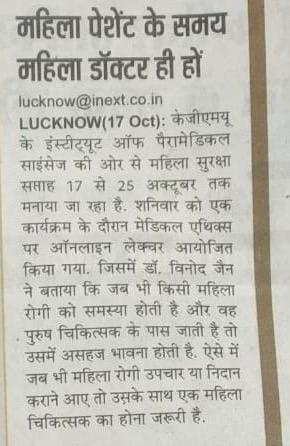 महिला पेशेंट के समय
महिला डॉक्टर ही हों
lucknow@inext.co.in
LUCKNOW(17 Oct): केजीएमयू
के इंस्टीट्यूट ऑफ पैरामेडिकल
साइंसेज की ओर से महिला सुरक्षा
सप्ताह 17 से 25 अक्टूबर तक
मनाया जा रहा है. शनिवार को एक
कार्यक्रम के दौरान मेडिकल एथिक्स
पर ऑनलाइन लेक्चर आयोजित
किया गया. जिसमें डॉ. विनोद जैन
ने बताया कि जब भी किसी महिला
रोगी को समस्या होती है और वह
पुरुष चिकित्सक के पास जाती है तो
उसमें असहज भावना होती है. ऐसे में
जब भी महिला रोगी उपचार या निदान
कराने आए तो उसके साथ एक महिला
चिकित्सक का होना जरूरी है.